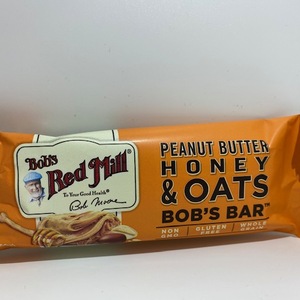 Bob's
Red Mill®
To Your Good Health®
Bob Moore
PEANUT BUTTER
HONEY
& OATS
BOB'S BAR™
NON GMO
GLUTEN FREE
WHOLE GRAIN